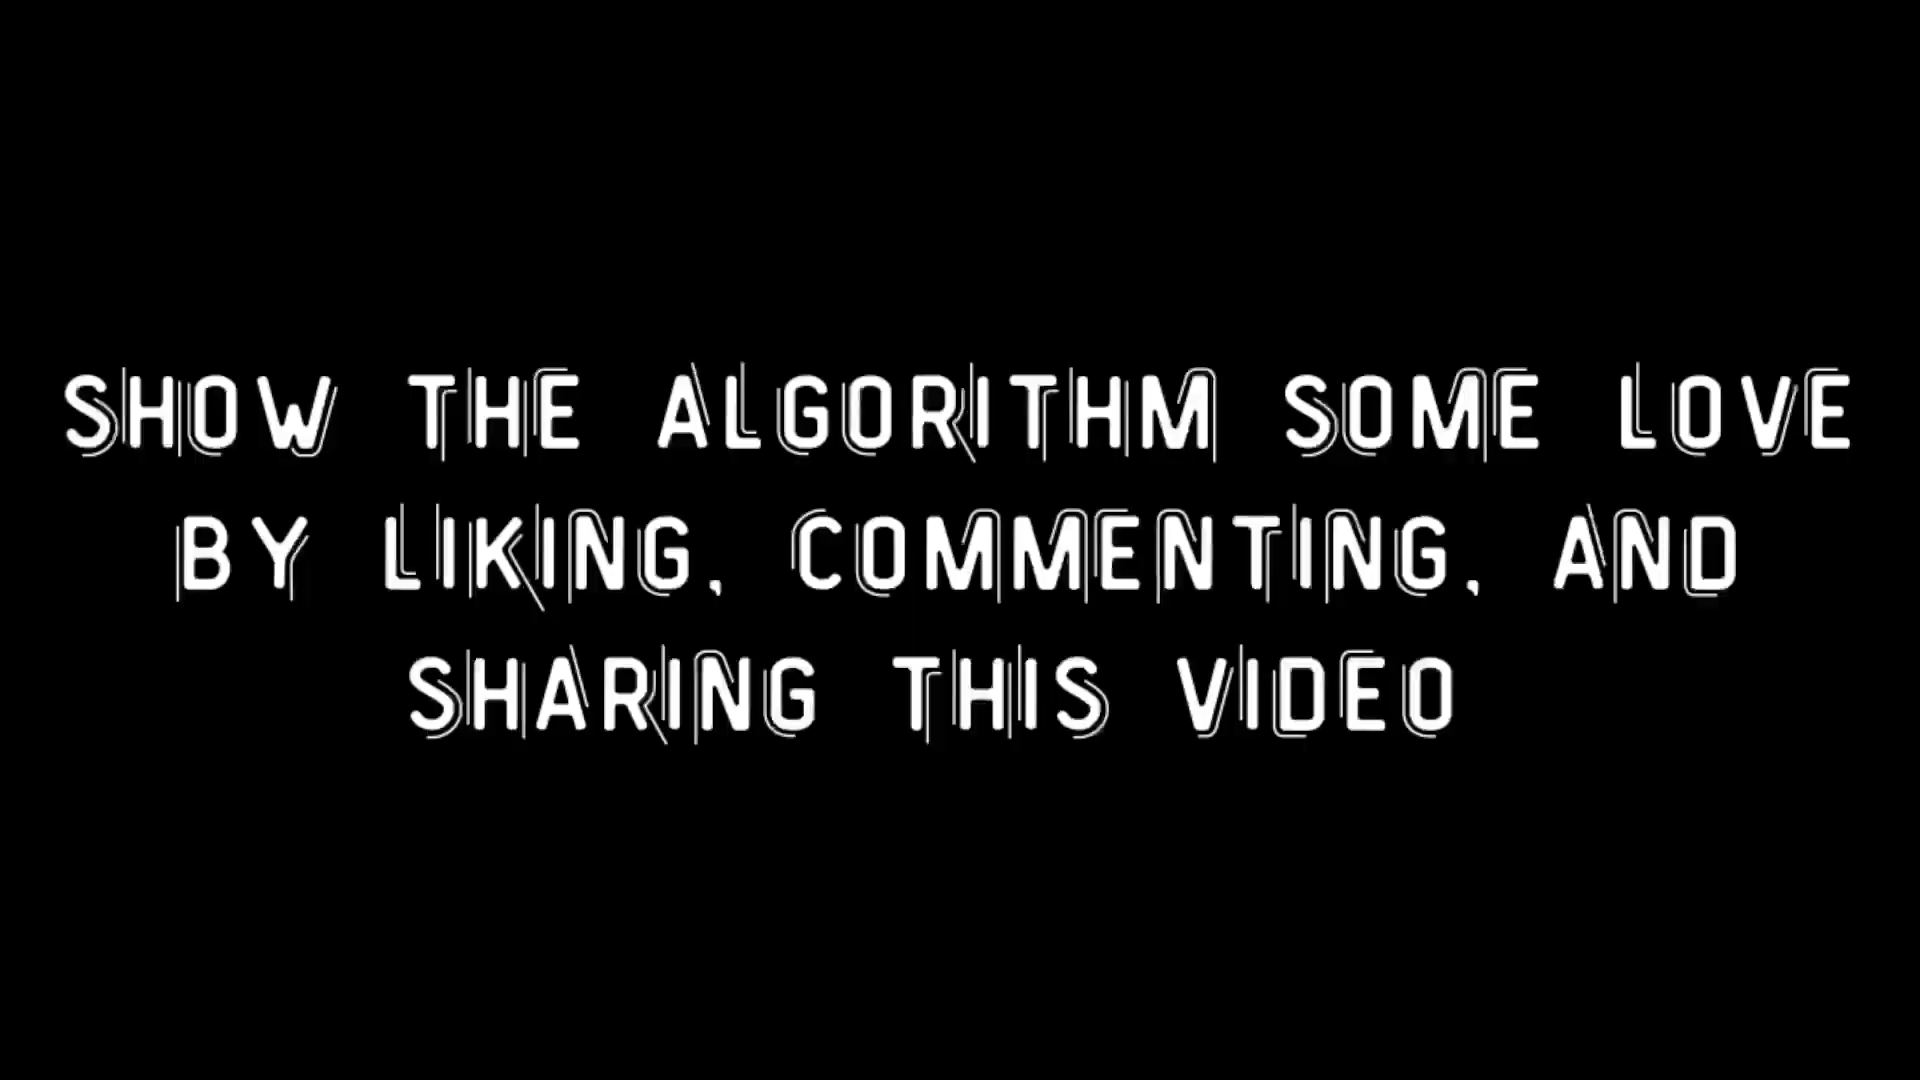 SHOW THE ALGORITHM SOME LOVE
BY LIKING, COMMENTING, AND
SHARING THIS VIDEO